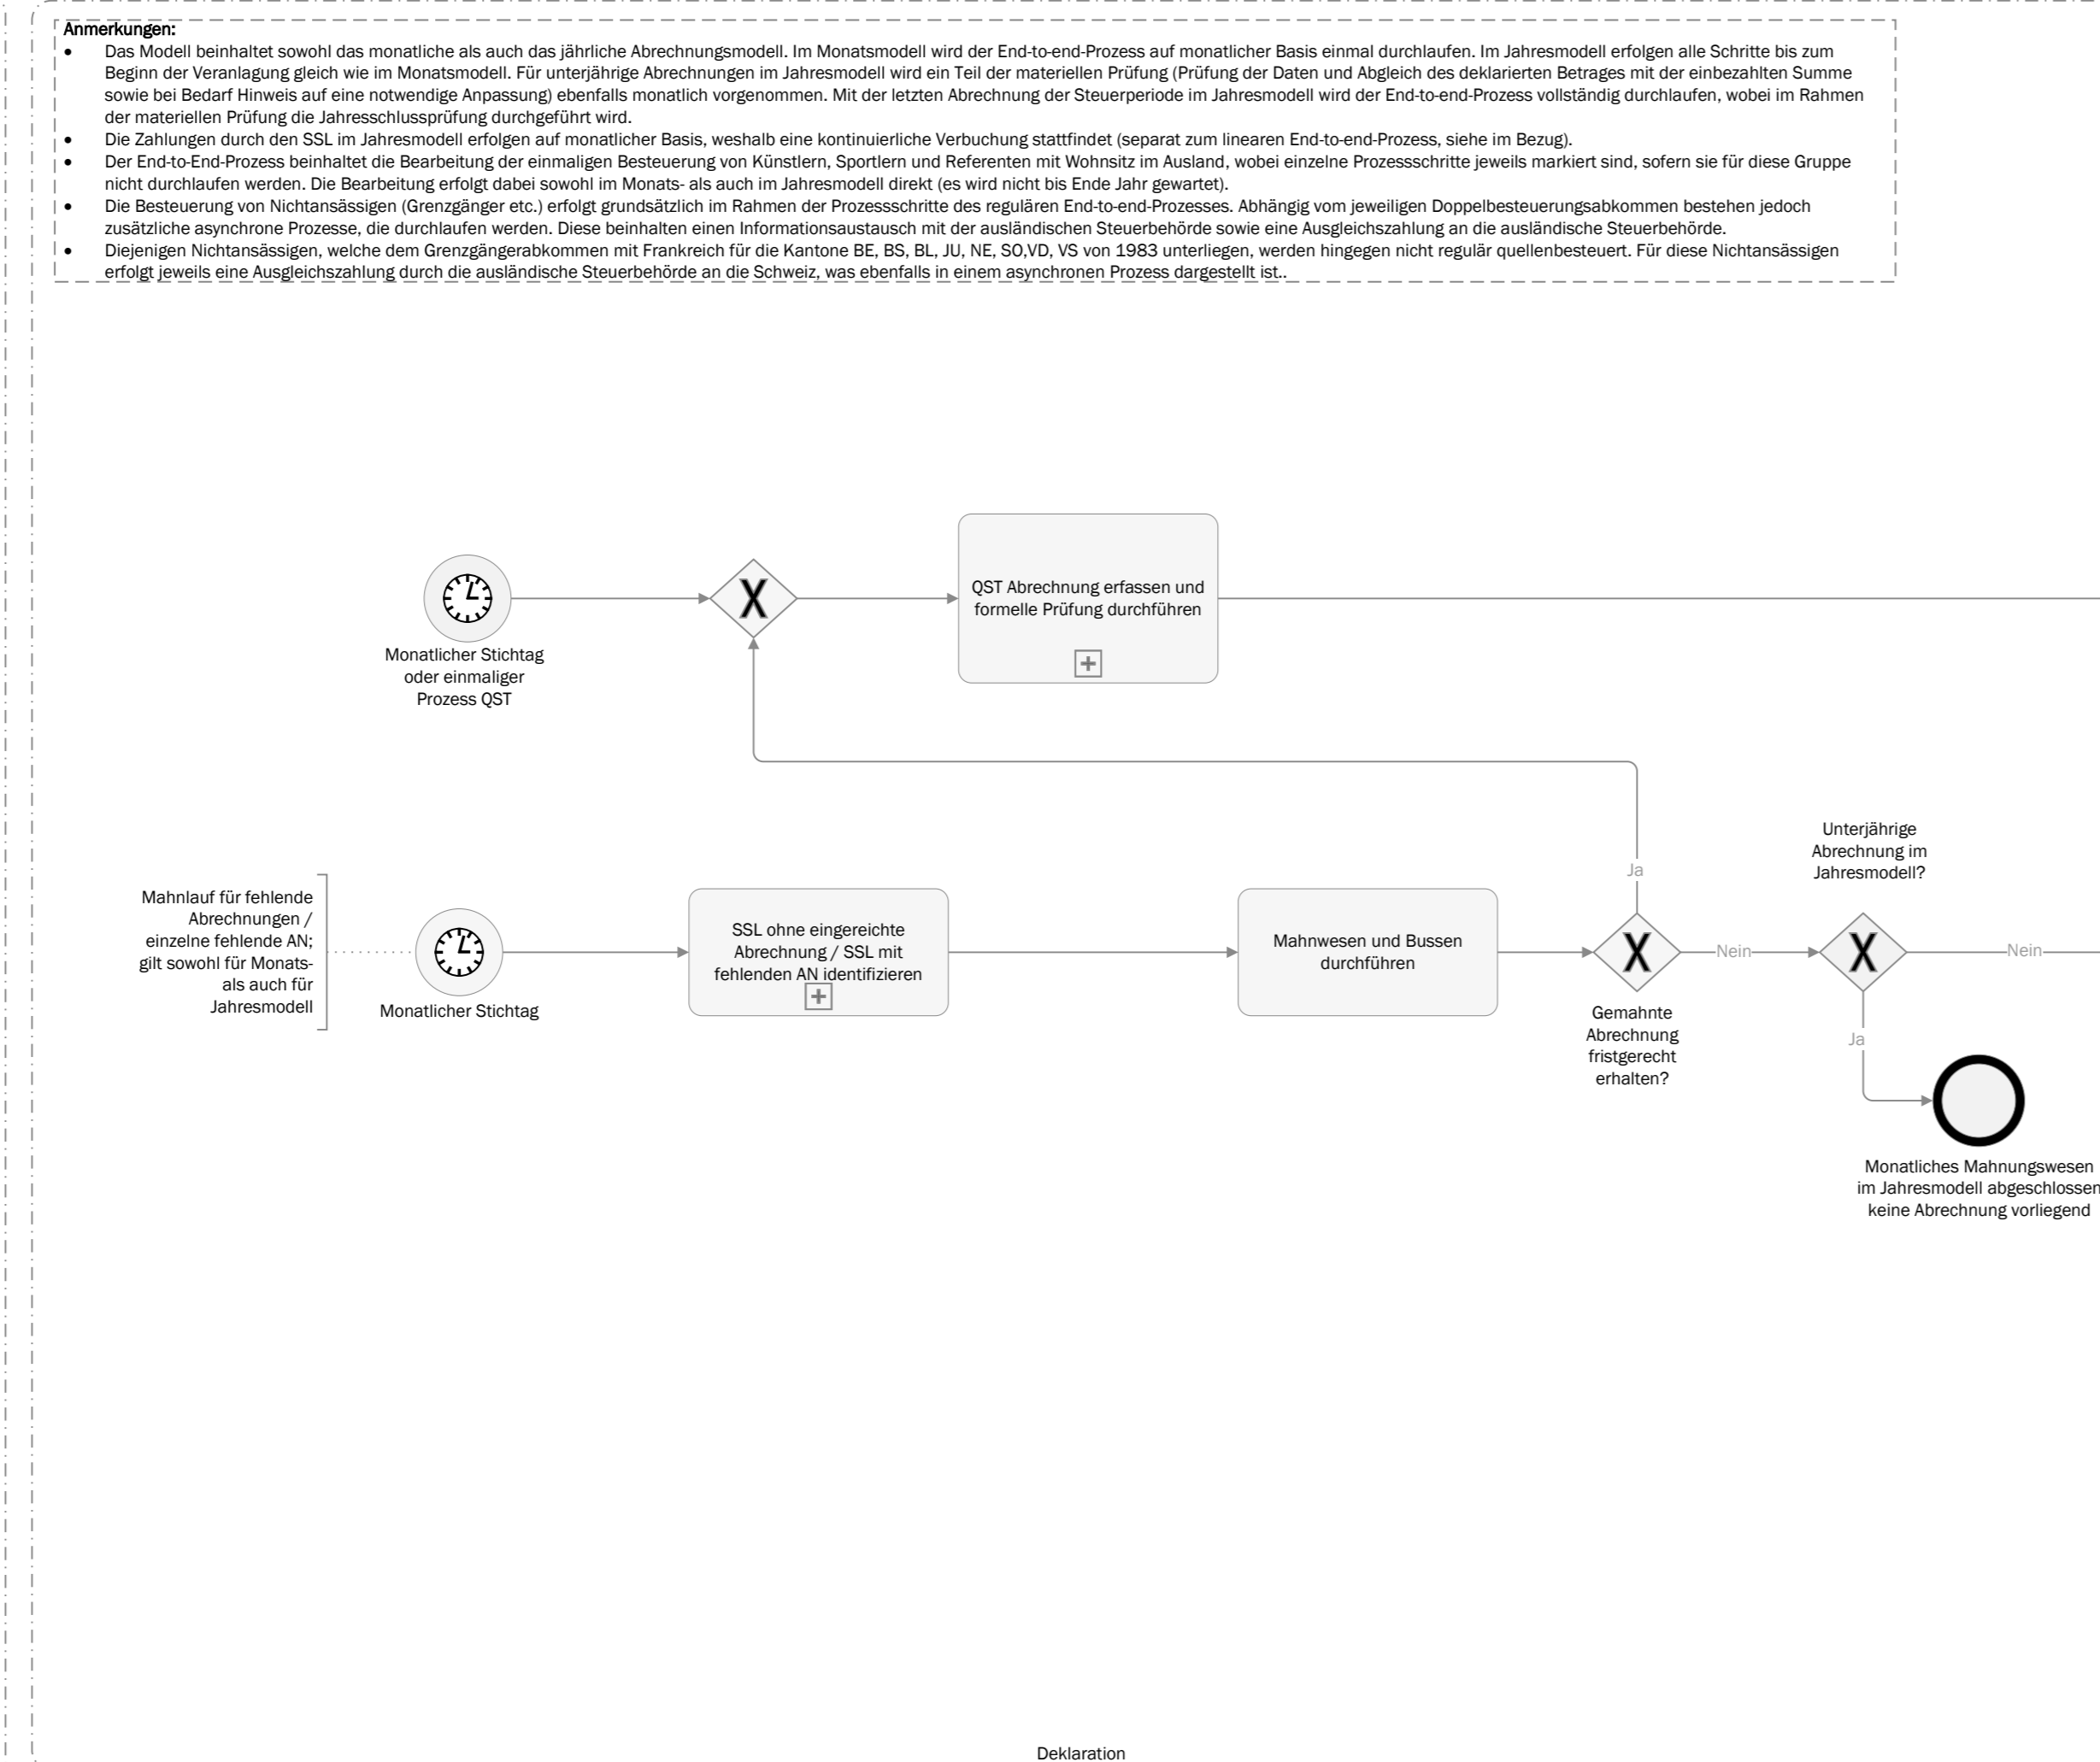 Anmerkungen:
• Das Modell beinhaltet sowohl das monatliche als auch das jährliche Abrechnungsmodell. Im Monatsmodell wird der End-to-end-Prozess auf monatlicher Basis einmal durchlaufen. Im Jahresmodell erfolgen alle Schritte bis zum
Beginn der Veranlagung gleich wie im Monatsmodell. Für unterjährige Abrechnungen im Jahresmodell wird ein Teil der materiellen Prüfung (Prüfung der Daten und Abgleich des deklarierten Betrages mit der einbezahlten Summe
sowie bei Bedarf Hinweis auf eine notwendige Anpassung) ebenfalls monatlich vorgenommen. Mit der letzten Abrechnung der Steuerperiode im Jahresmodell wird der End-to-end-Prozess vollständig durchlaufen, wobei im Rahmen
der materiellen Prüfung die Jahresschlussprüfung durchgeführt wird.
• Die Zahlungen durch den SSL im Jahresmodell erfolgen auf monatlicher Basis, weshalb eine kontinuierliche Verbuchung stattfindet (separat zum linearen End-to-end-Prozess, siehe im Bezug).
• Der End-to-End-Prozess beinhaltet die Bearbeitung der einmaligen Besteuerung von Künstlern, Sportlern und Referenten mit Wohnsitz im Ausland, wobei einzelne Prozessschritte jeweils markiert sind, sofern sie für diese Gruppe
nicht durchlaufen werden. Die Bearbeitung erfolgt dabei sowohl im Monats- als auch im Jahresmodell direkt (es wird nicht bis Ende Jahr gewartet).
• Die Besteuerung von Nichtansässigen (Grenzgänger etc.) erfolgt grundsätzlich im Rahmen der Prozessschritte des regulären End-to-end-Prozesses. Abhängig vom jeweiligen Doppelbesteuerungsabkommen bestehen jedoch
zusätzliche asynchrone Prozesse, die durchlaufen werden. Diese beinhalten einen Informationsaustausch mit der ausländischen Steuerbehörde sowie eine Ausgleichszahlung an die ausländische Steuerbehörde.
• Diejenigen Nichtansässigen, welche dem Grenzgängerabkommen mit Frankreich für die Kantone BE, BS, BL, JU, NE, SO,VD, VS von 1983 unterliegen, werden hingegen nicht regulär quellenbesteuert. Für diese Nichtansässigen
erfolgt jeweils eine Ausgleichszahlung durch die ausländische Steuerbehörde an die Schweiz, was ebenfalls in einem asynchronen Prozess dargestellt ist..
Monatlicher Stichtag
oder einmaliger
Prozess QST
X
QST Abrechnung erfassen und
formelle Prüfung durchführen
Mahnlauf für fehlende
Abrechnungen /
einzelne fehlende AN;
gilt sowohl für Monats-
als auch für
Jahresmodell
Monatlicher Stichtag
SSL ohne eingereichte
Abrechnung / SSL mit
fehlenden AN identifizieren
Mahnwesen und Bussen
durchführen
Ja
X
Gemahnte
Abrechnung
fristgerecht
erhalten?
Nein
Unterjährige
Abrechnung im
Jahresmodell?
X
Nein
Ja
Monatliches Mahnungswesen
im Jahresmodell abgeschlossen
keine Abrechnung vorliegend
Deklaration